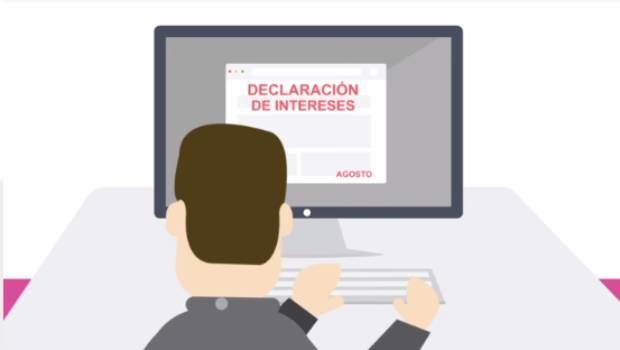 DECLARACIÓN
DE INTERESES
AGOSTO